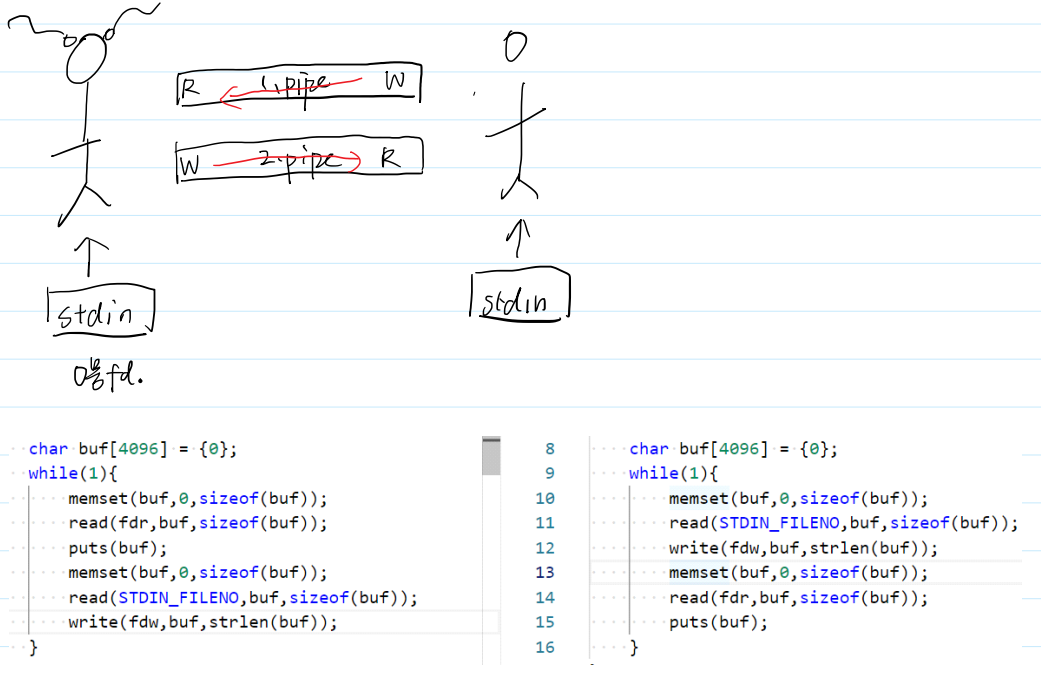 R 1.pipe W
W 2.pipe R
stdin
stdin
0번fd.
char buf[4096] = {0};
while(1){
memset(buf,0,sizeof(buf));
read(fdr,buf,sizeof(buf));
puts(buf);
memset(buf,0,sizeof(buf));
read(STDIN_FILENO,buf,sizeof(buf));
write(fdw,buf,strlen(buf));
}
8 char buf[4096] = {0};
9 while(1){
10 memset(buf,0,sizeof(buf));
11 read(STDIN_FILENO,buf,sizeof(buf));
12 write(fdw,buf,strlen(buf));
13 memset(buf,0,sizeof(buf));
14 read(fdr,buf,sizeof(buf));
15 puts(buf);
16 }